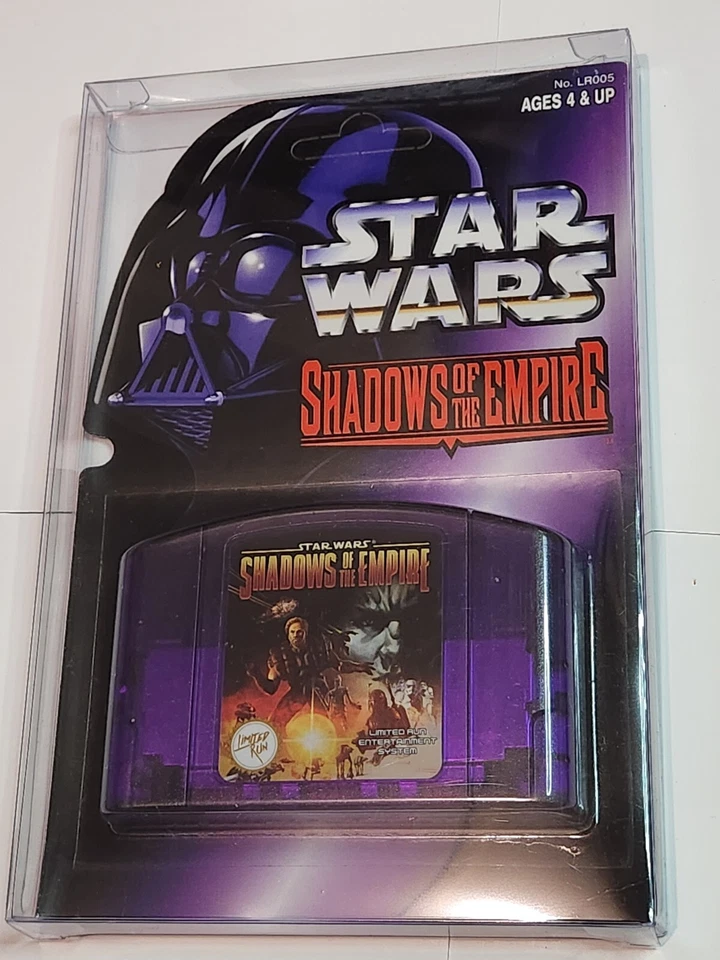 No. LR005
AGES 4 & UP
STAR
WARS
SHADOWS OF THE EMPIRE
STAR WARS
SHADOWS OF THE EMPIRE
LIMITED RUN
LIMITED RUN
ENTERTAINMENT
SYSTEM